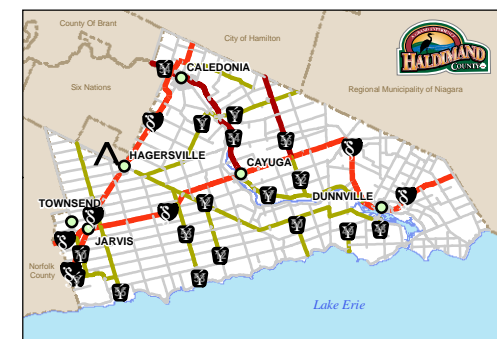 County Of Brant
City of Hamilton
HALDIMAND
COUNTY
CALEDONIA
Six Nations
Regional Municipality of Niagara
HAGERSVILLE
CAYUGA
TOWNSEND
DUNNVILLE
JARVIS
Norfolk
County
Lake Erie